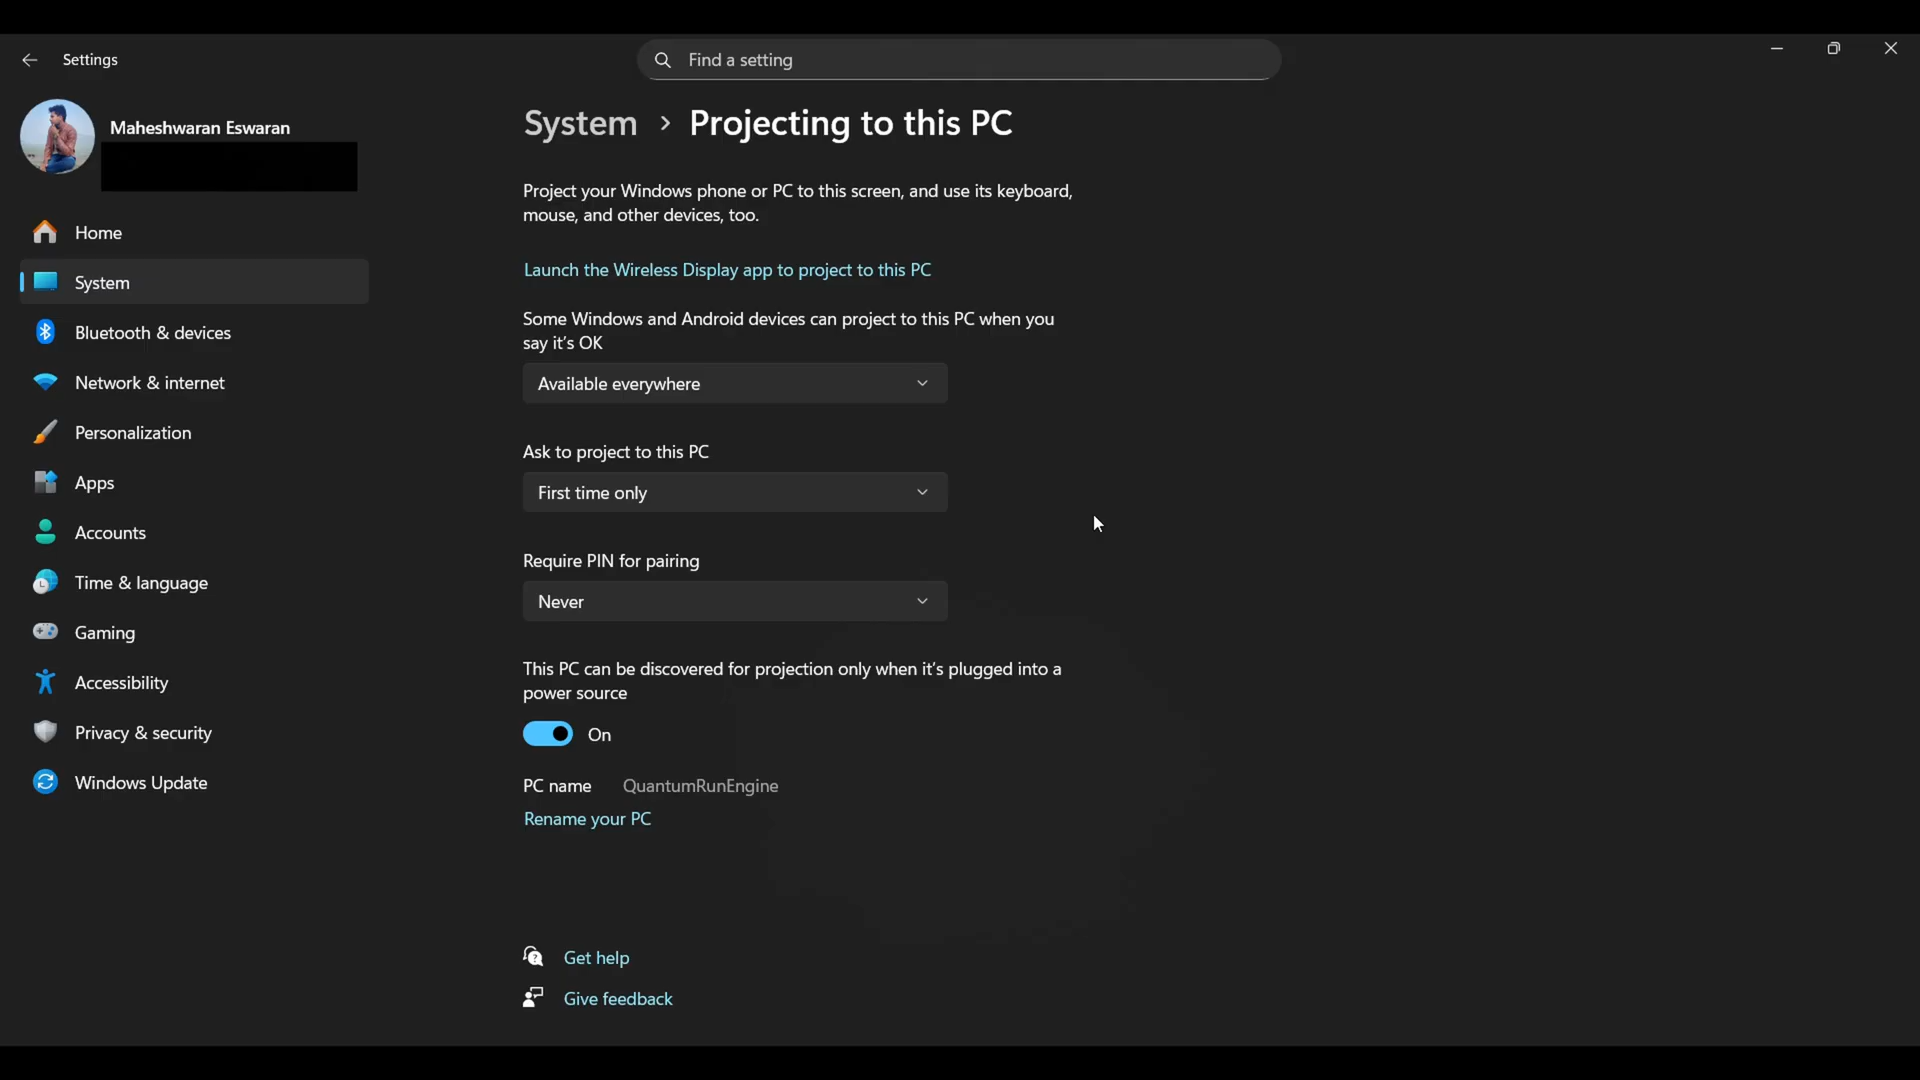 Settings
Find a setting
Maheshwaran Eswaran
Home
System
Bluetooth & devices
Network & internet
Personalization
Apps
Accounts
Time & language
Gaming
Accessibility
Privacy & security
Windows Update
System > Projecting to this PC
Project your Windows phone or PC to this screen, and use its keyboard,
mouse, and other devices, too.
Launch the Wireless Display app to project to this PC
Some Windows and Android devices can project to this PC when you
say it's OK
Available everywhere
Ask to project to this PC
First time only
Require PIN for pairing
Never
This PC can be discovered for projection only when it's plugged into a
power source
On
PC name QuantumRunEngine
Rename your PC
Get help
Give feedback